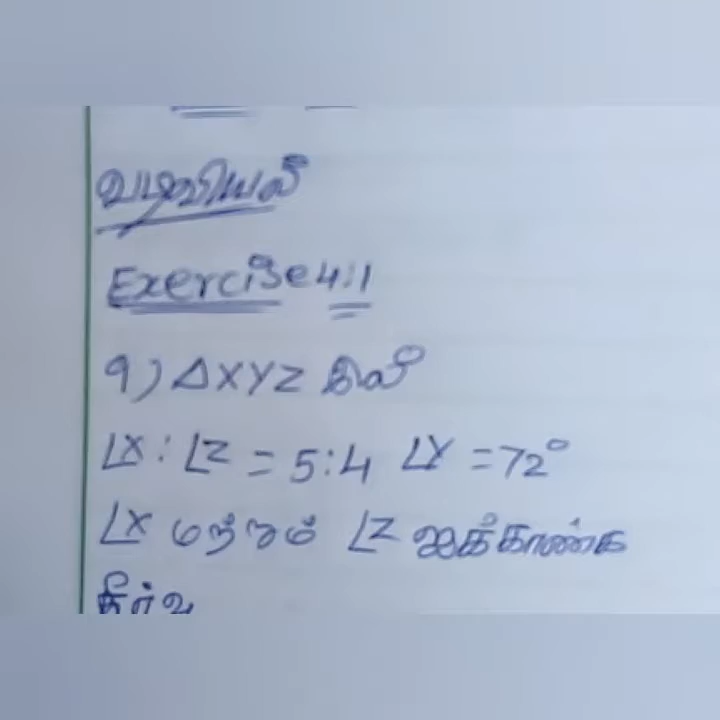 வடிவியல்
Exercise 4:1
9) ΔXYZ இல்
∠X : ∠Z = 5:4 ∠Y = 72°
∠X மற்றும் ∠Z ஐக் காண்க
தீர்வு